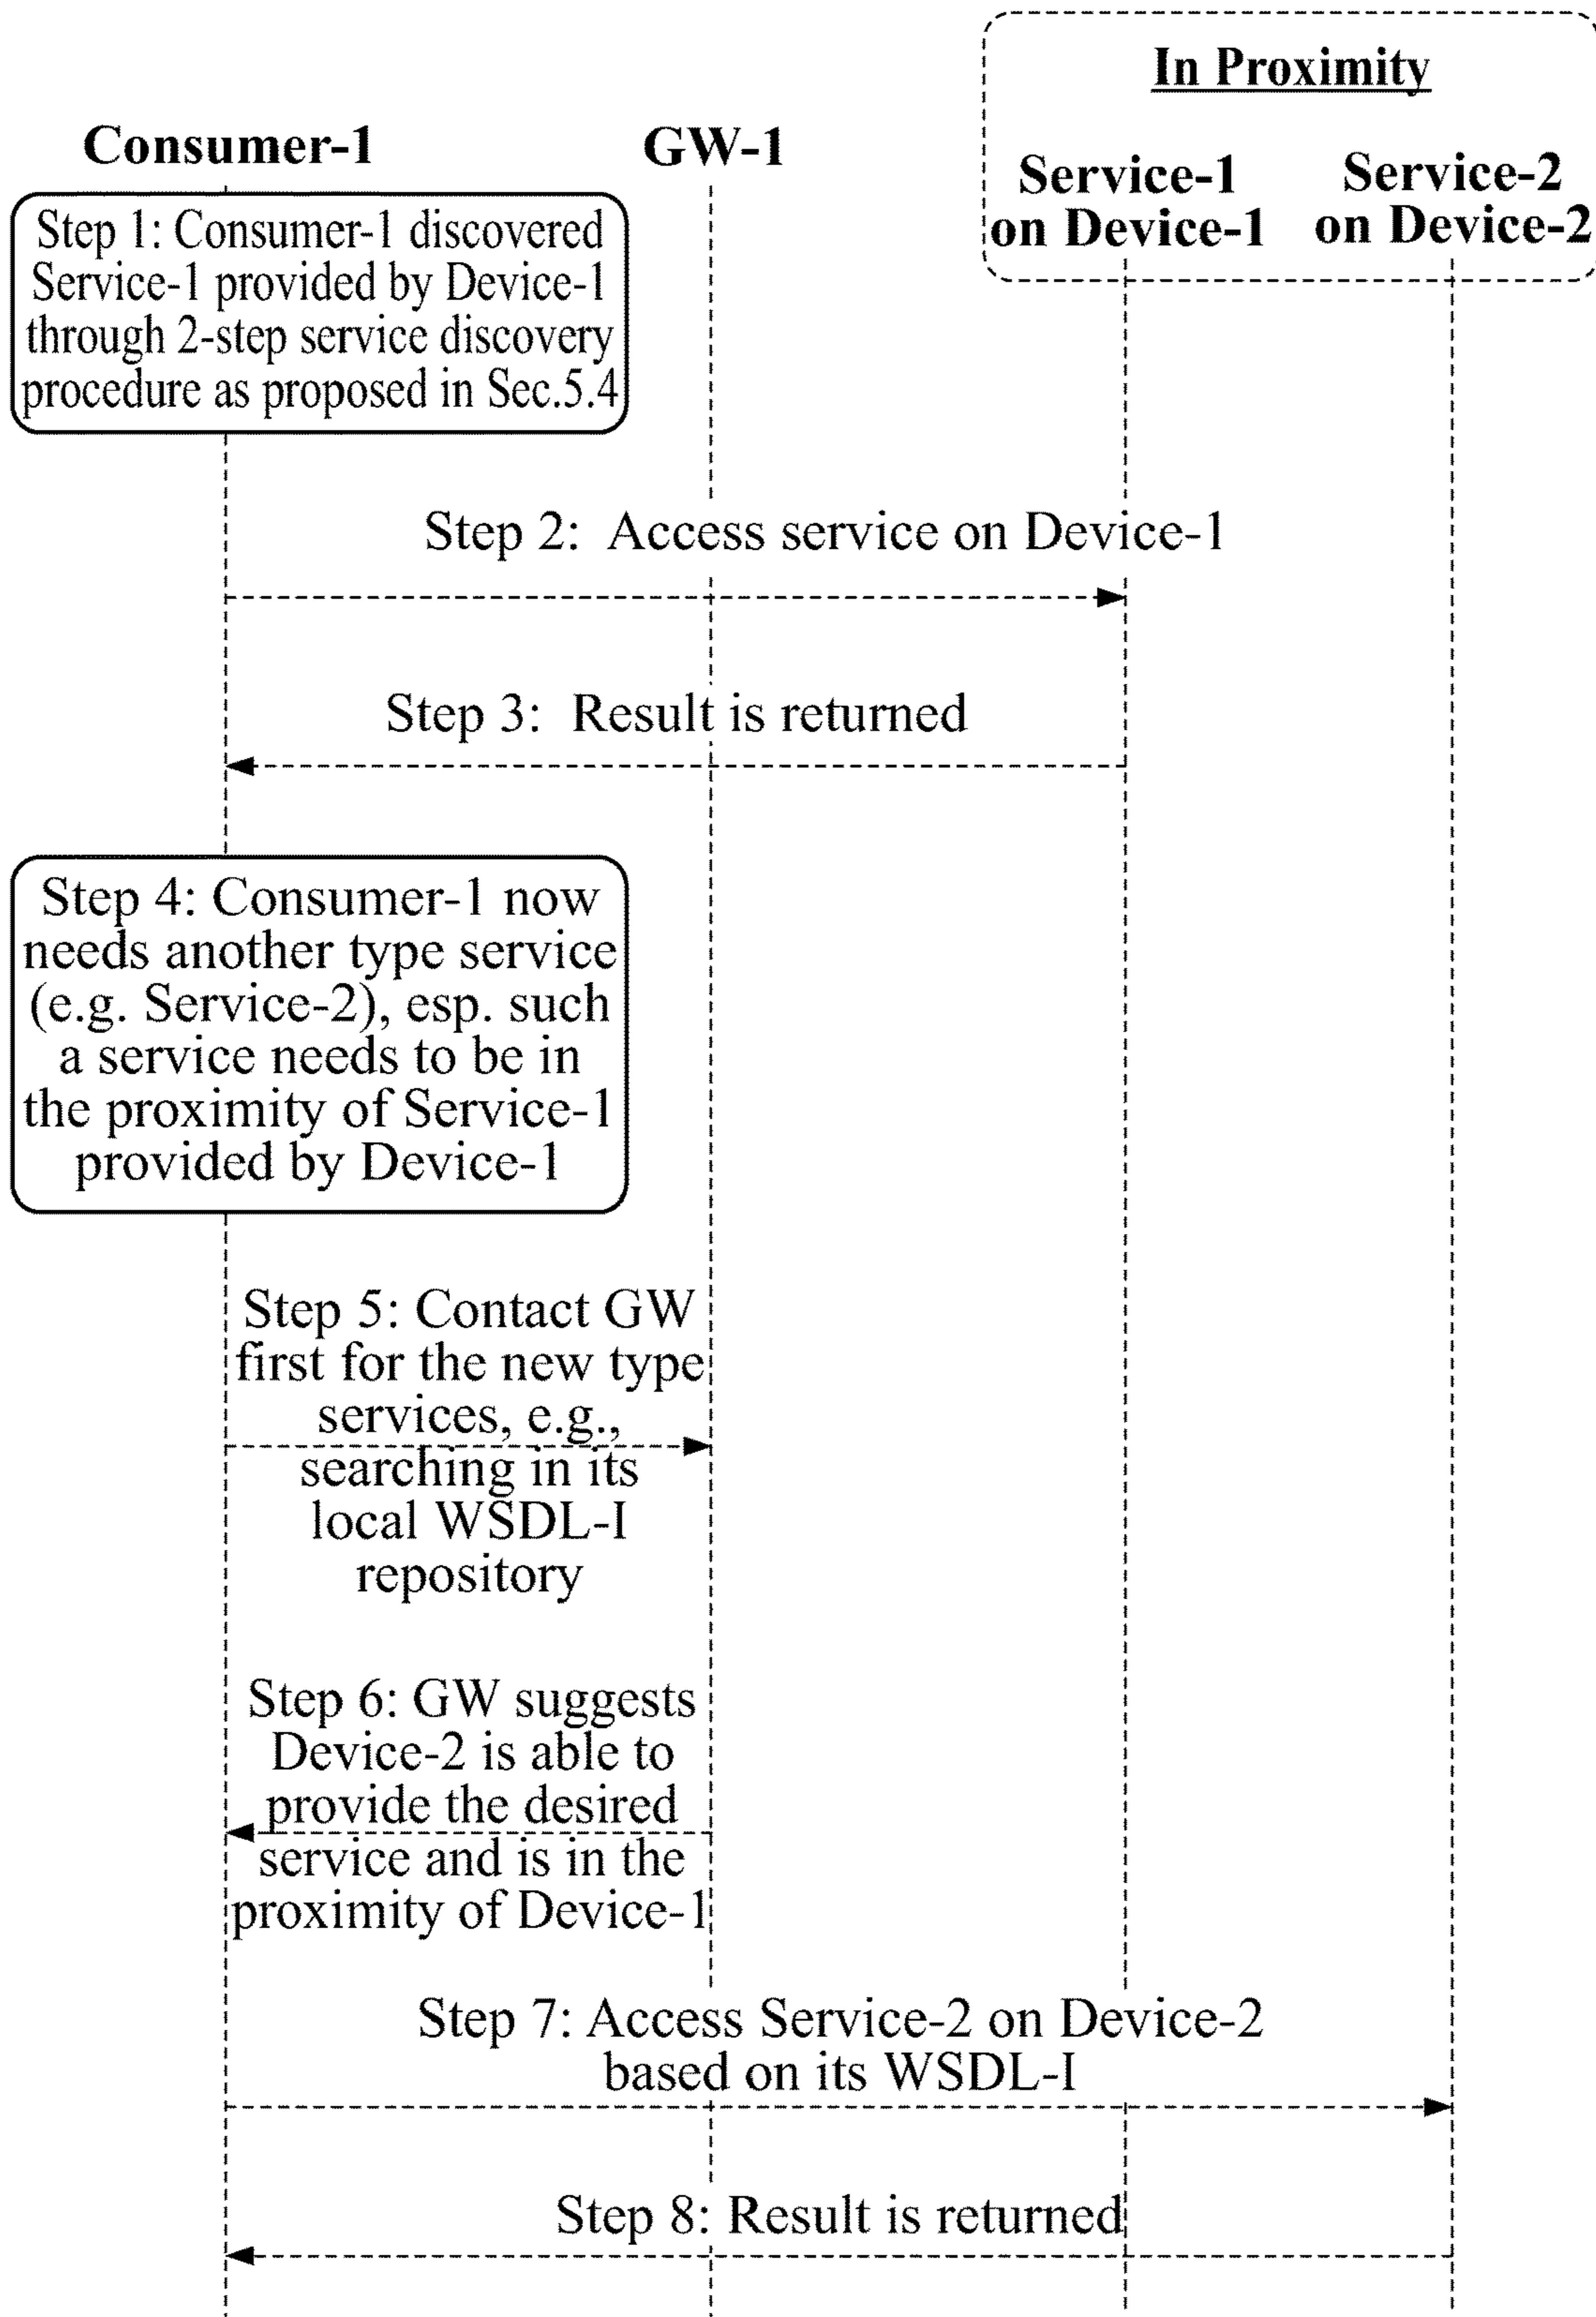 In Proximity
Consumer-1
GW-1
Service-1
on Device-1
Service-2
on Device-2
Step 1: Consumer-1 discovered
Service-1 provided by Device-1
through 2-step service discovery
procedure as proposed in Sec.5.4
Step 2: Access service on Device-1
Step 3: Result is returned
Step 4: Consumer-1 now
needs another type service
(e.g. Service-2), esp. such
a service needs to be in
the proximity of Service-1
provided by Device-1
Step 5: Contact GW
first for the new type
services, e.g.,
searching in its
local WSDL-I
repository
Step 6: GW suggests
Device-2 is able to
provide the desired
service and is in the
proximity of Device-1
Step 7: Access Service-2 on Device-2
based on its WSDL-I
Step 8: Result is returned